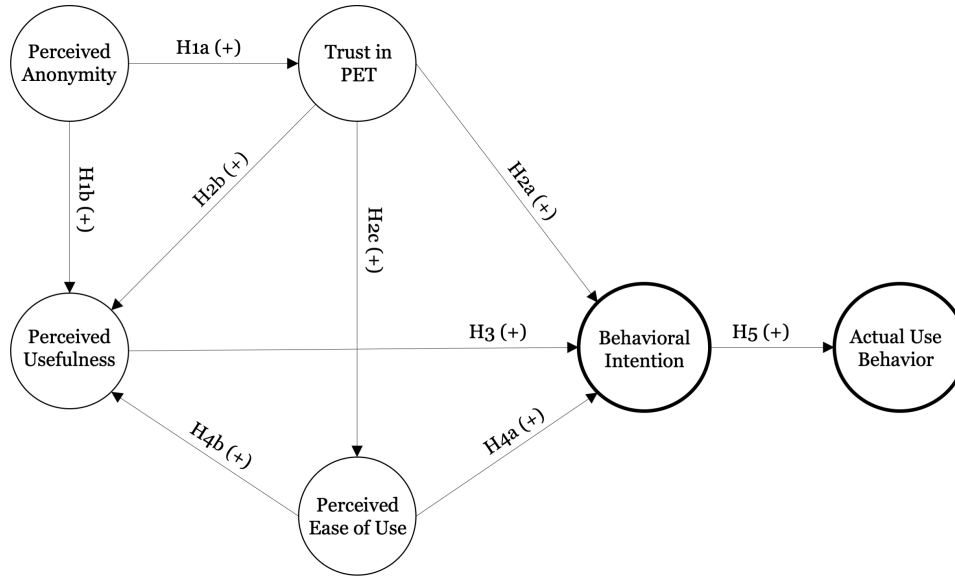 Perceived
Anonymity
H1a (+)
Trust in
PET
H1b (+)
H2b (+)
H2c (+)
H2a (+)
Perceived
Usefulness
H3 (+)
Behavioral
Intention
H5 (+)
Actual Use
Behavior
H4b (+)
H4a (+)
Perceived
Ease of Use